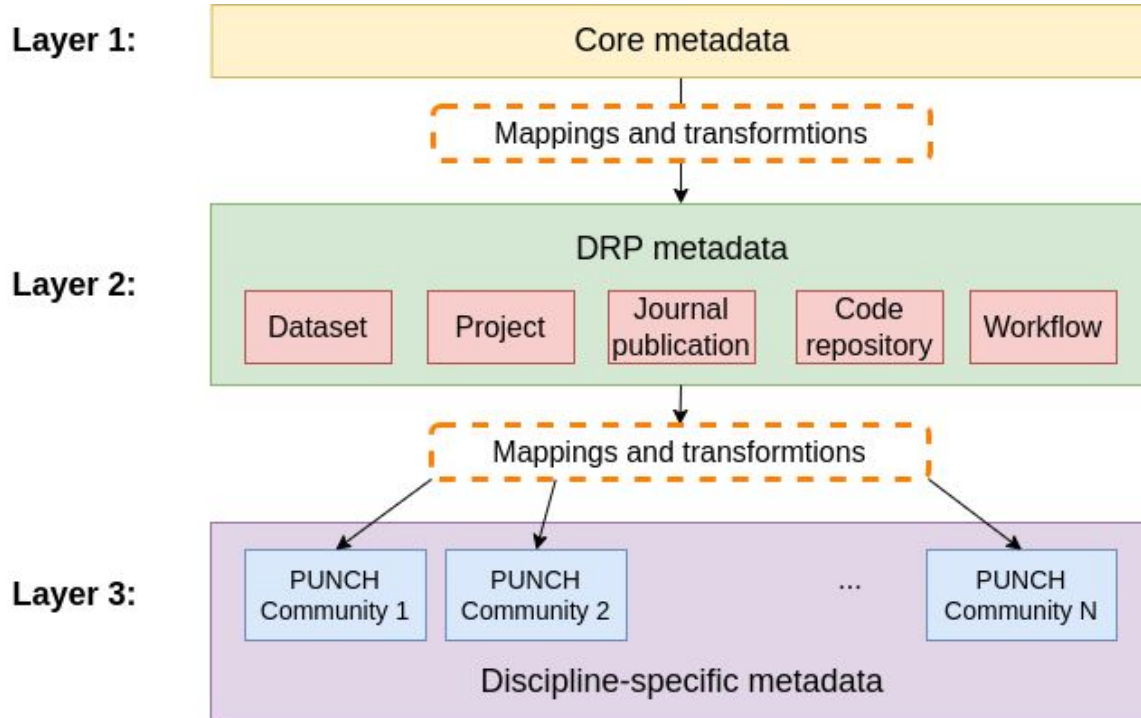 Layer 1:
Core metadata
Mappings and transformtions
Layer 2:
DRP metadata
Dataset
Project
Journal
publication
Code
repository
Workflow
Mappings and transformtions
Layer 3:
PUNCH
Community 1
PUNCH
Community 2
...
PUNCH
Community N
Discipline-specific metadata